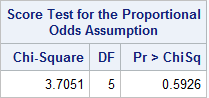 Score Test for the Proportional
Odds Assumption
Chi-Square DF Pr > ChiSq
3.7051 5 0.5926